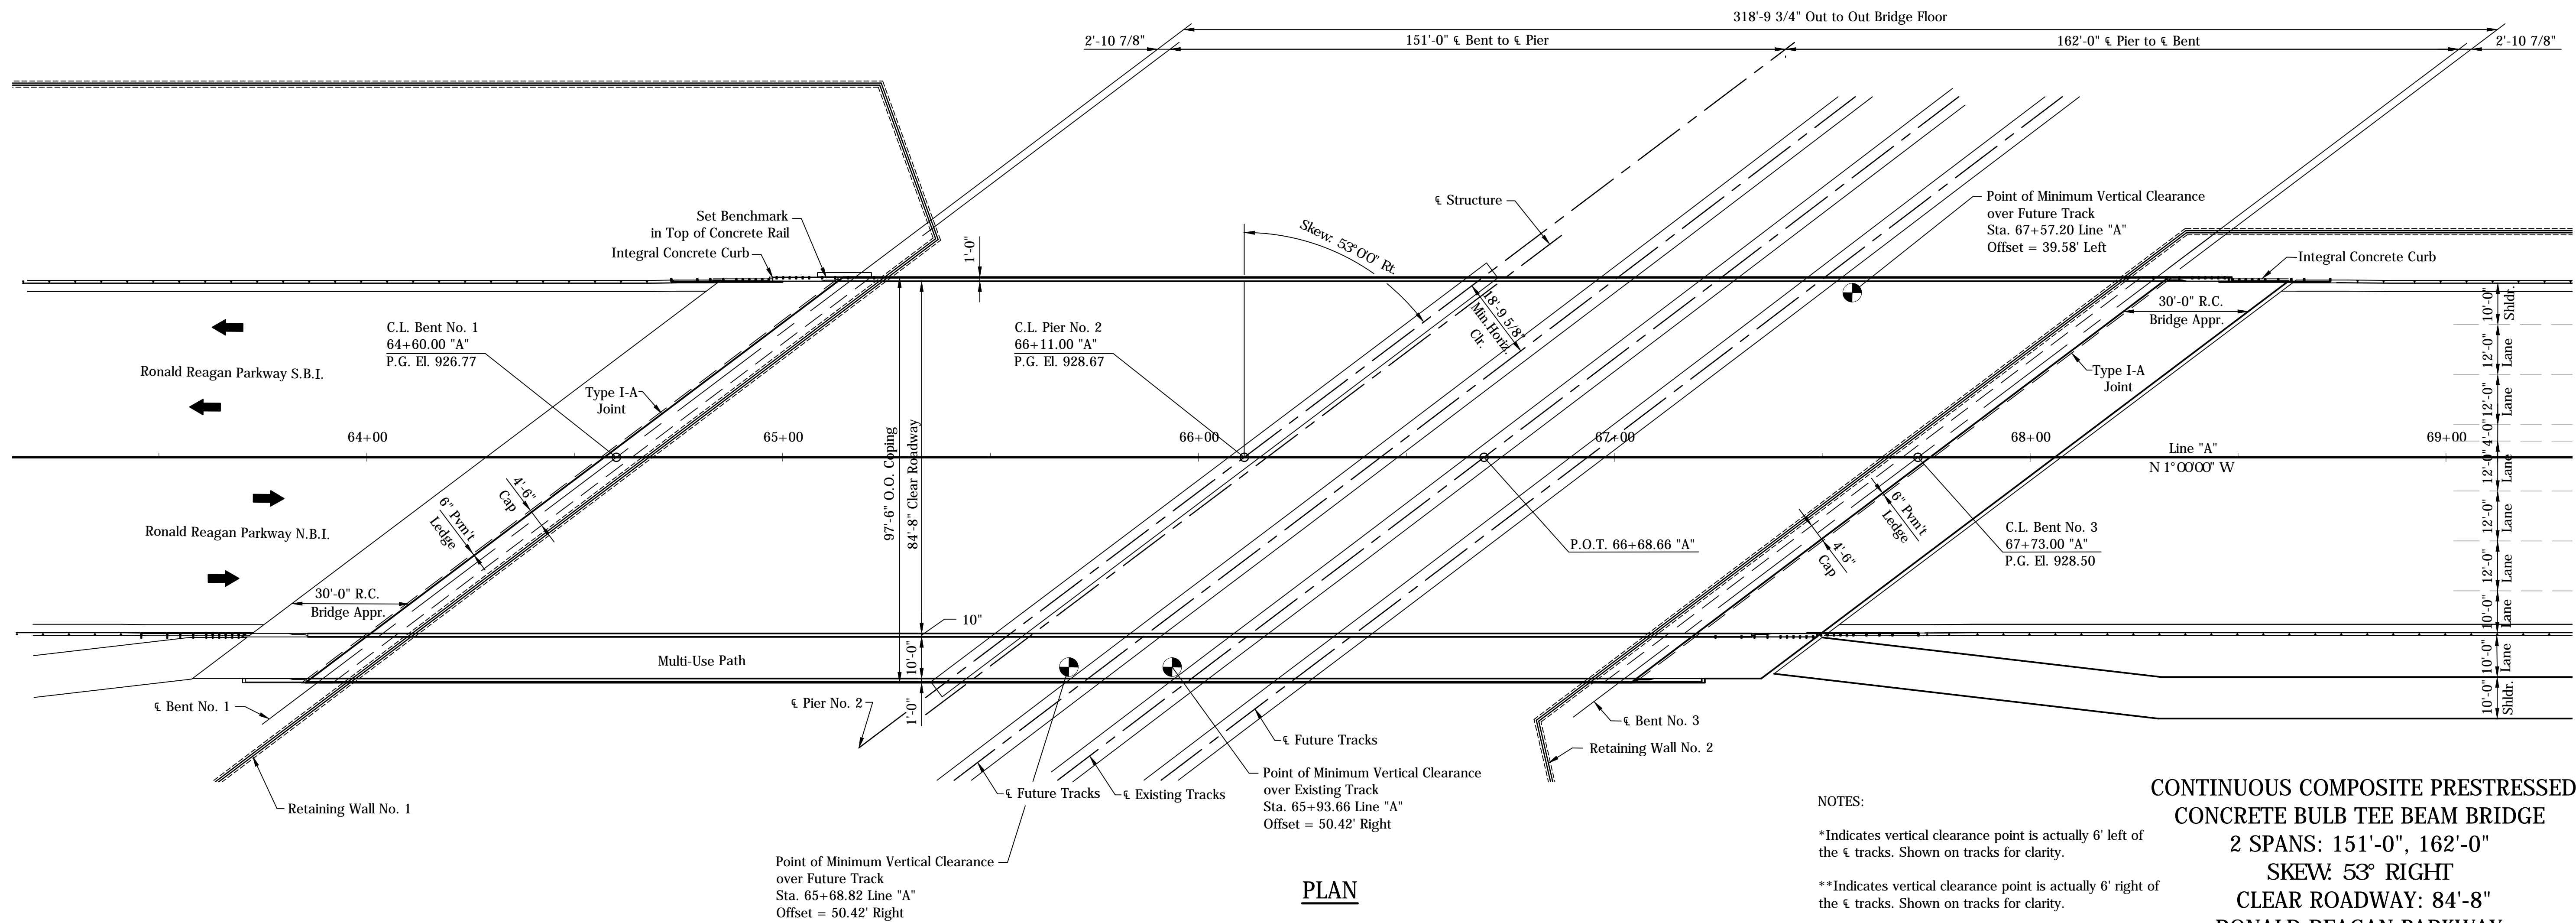 318'-9 3/4" Out to Out Bridge Floor
2'-10 7/8"
151'-0" ℄ Bent to ℄ Pier
162'-0" ℄ Pier to ℄ Bent
2'-10 7/8"
℄ Structure
Skew: 53°00'00" Rt.
Point of Minimum Vertical Clearance
over Future Track
Sta. 67+57.20 Line "A"
Offset = 39.58' Left
Set Benchmark
in Top of Concrete Rail
Integral Concrete Curb
1'-0"
Integral Concrete Curb
18'-9 5/8"
Min.Horiz.
Clr.
30'-0" R.C.
Bridge Appr.
C.L. Bent No. 1
64+60.00 "A"
P.G. El. 926.77
C.L. Pier No. 2
66+11.00 "A"
P.G. El. 928.67
Ronald Reagan Parkway S.B.I.
Type I-A
Joint
Type I-A
Joint
10'-0"
Shldr.
12'-0"
Lane
12'-0"
Lane
4'-0"
12'-0"
Lane
12'-0"
Lane
12'-0"
Lane
10'-0"
Lane
10'-0"
Lane
10'-0"
Shldr.
64+00
65+00
66+00
67+00
68+00
69+00
Line "A"
N 1°00'00" W
97'-6" O.O. Coping
84'-8" Clear Roadway
6" Pvm't
Ledge
4'-6"
Cap
6" Pvm't
Ledge
4'-6"
Cap
Ronald Reagan Parkway N.B.I.
P.O.T. 66+68.66 "A"
C.L. Bent No. 3
67+73.00 "A"
P.G. El. 928.50
30'-0" R.C.
Bridge Appr.
10"
Multi-Use Path
10'-0"
1'-0"
℄ Bent No. 1
℄ Pier No. 2
℄ Bent No. 3
℄ Future Tracks
Retaining Wall No. 2
Point of Minimum Vertical Clearance
over Existing Track
Sta. 65+93.66 Line "A"
Offset = 50.42' Right
℄ Future Tracks
℄ Existing Tracks
Retaining Wall No. 1
Point of Minimum Vertical Clearance
over Future Track
Sta. 65+68.82 Line "A"
Offset = 50.42' Right
PLAN
NOTES:
*Indicates vertical clearance point is actually 6' left of
the ℄ tracks. Shown on tracks for clarity.
**Indicates vertical clearance point is actually 6' right of
the ℄ tracks. Shown on tracks for clarity.
CONTINUOUS COMPOSITE PRESTRESSED
CONCRETE BULB TEE BEAM BRIDGE
2 SPANS: 151'-0", 162'-0"
SKEW: 53° RIGHT
CLEAR ROADWAY: 84'-8"
RONALD REAGAN PARKWAY